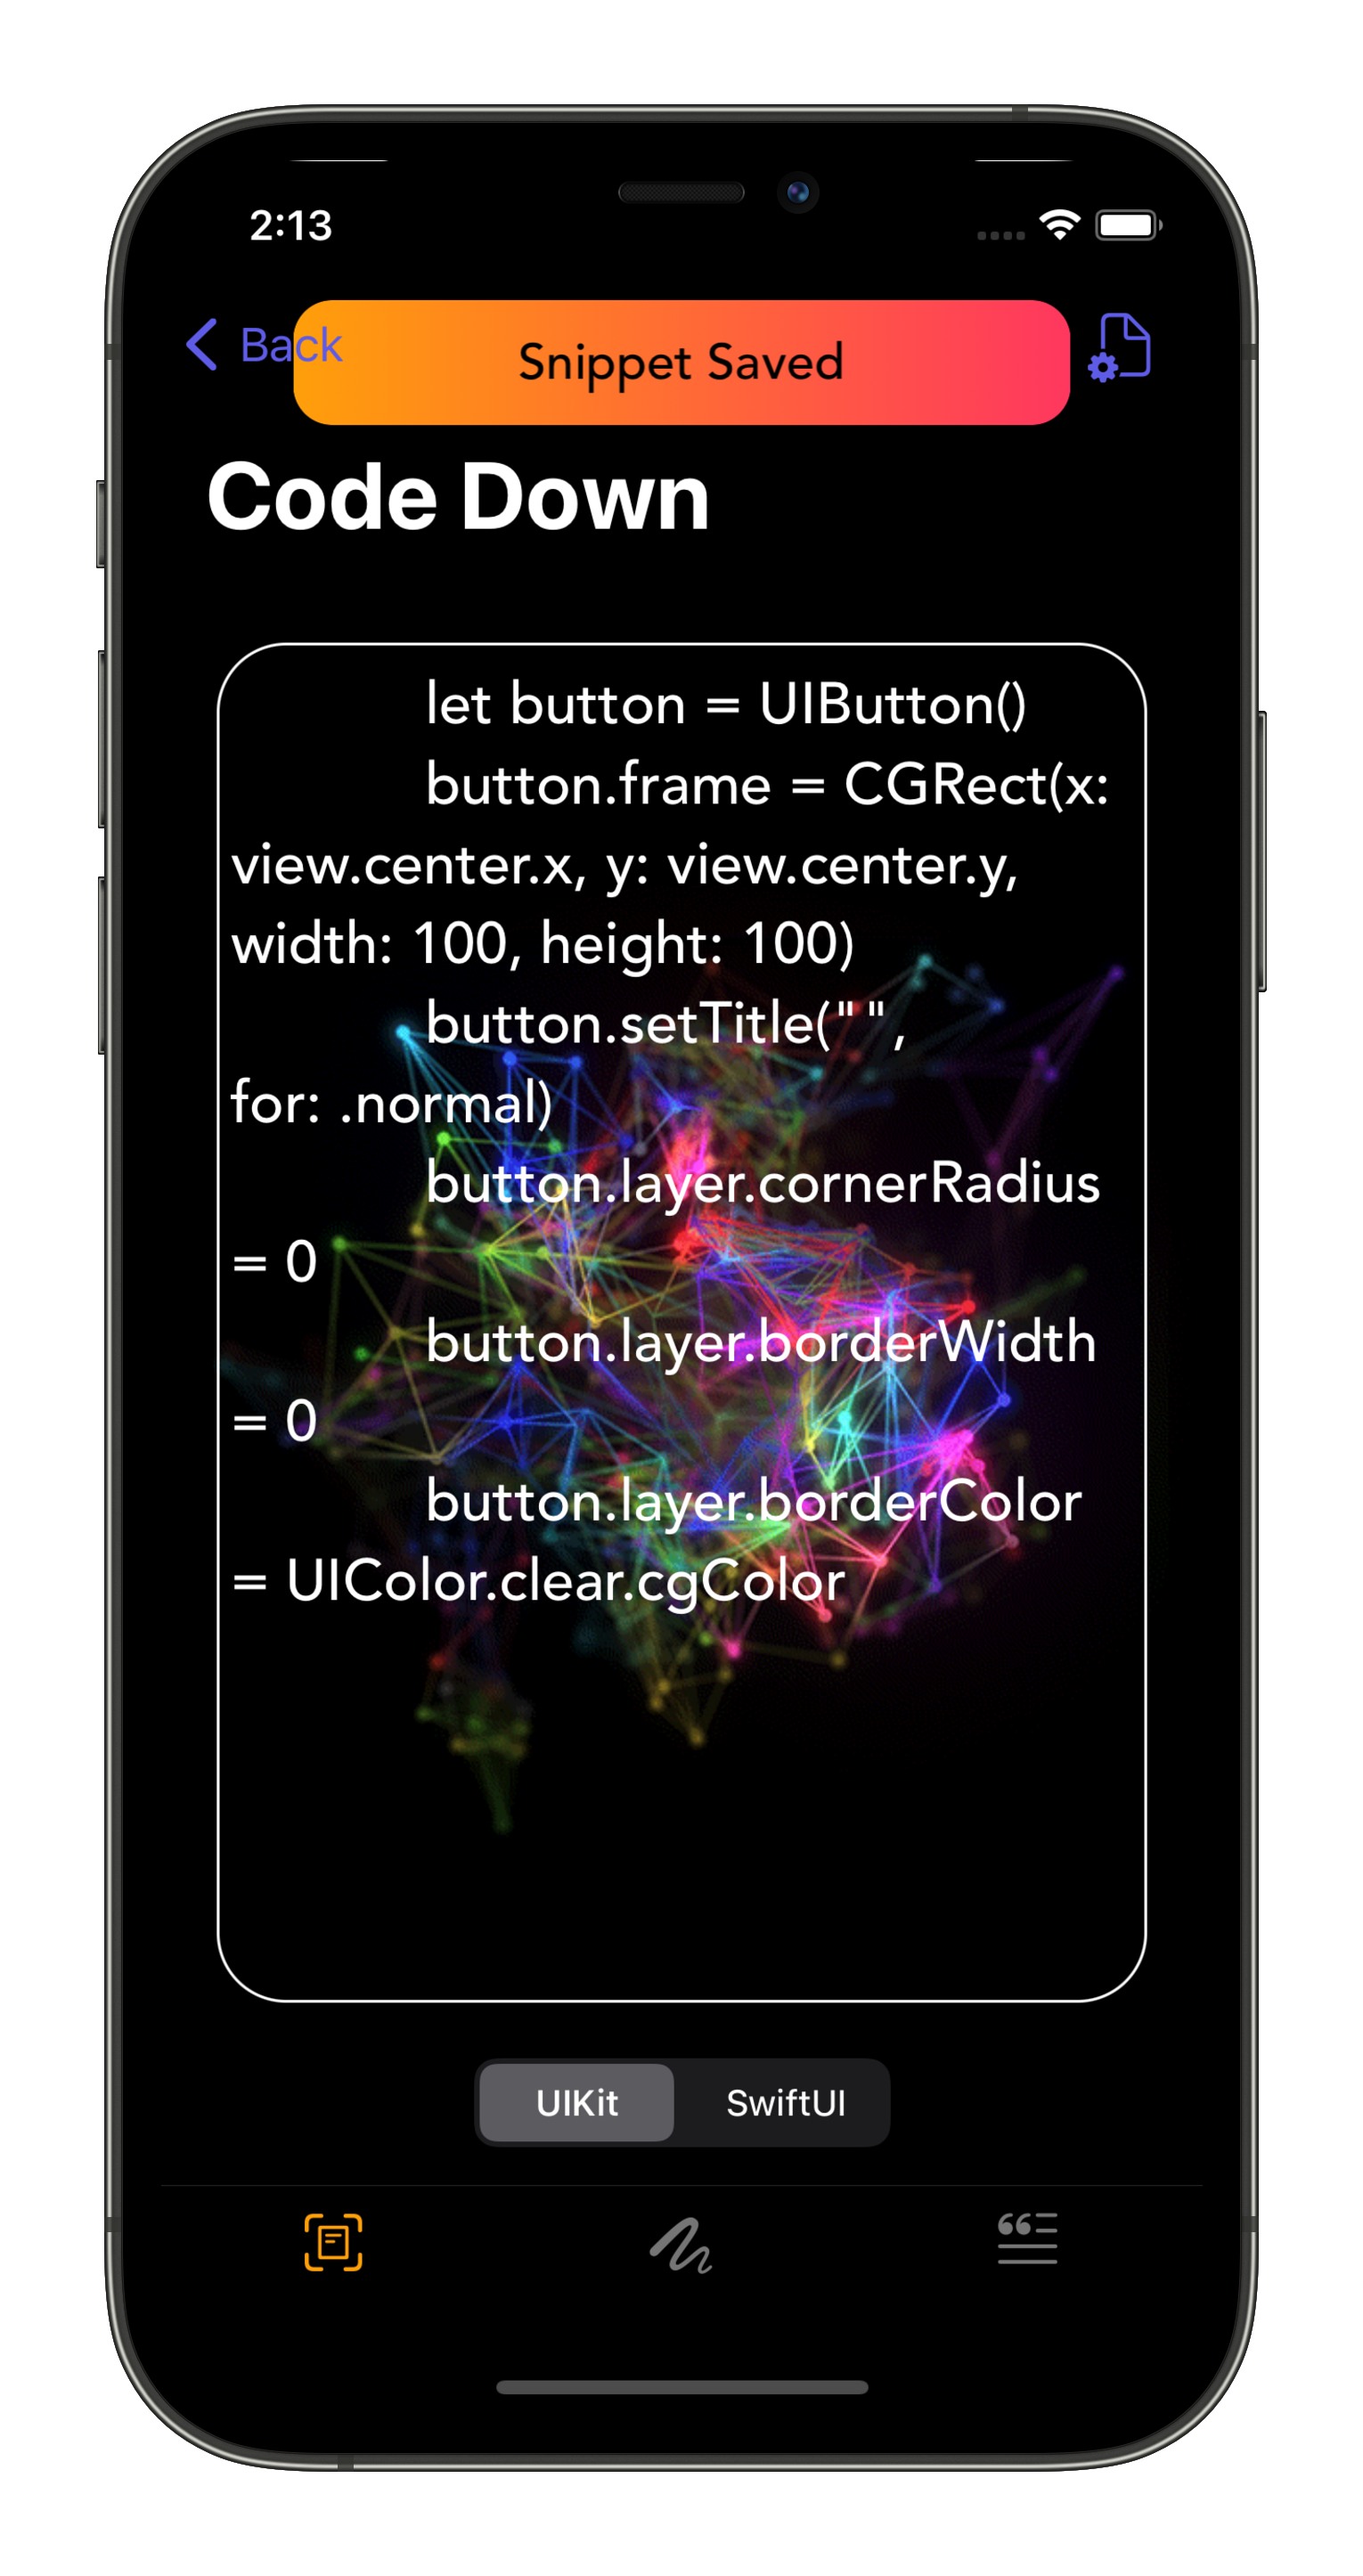 2:13
Back
Snippet Saved
Code Down
let button = UIButton()
button.frame = CGRect(x:
view.center.x, y: view.center.y,
width: 100, height: 100)
button.setTitle(" ",
for: .normal)
button.layer.cornerRadius
= 0
button.layer.borderWidth
= 0
button.layer.borderColor
= UIColor.clear.cgColor
UIKit
SwiftUI